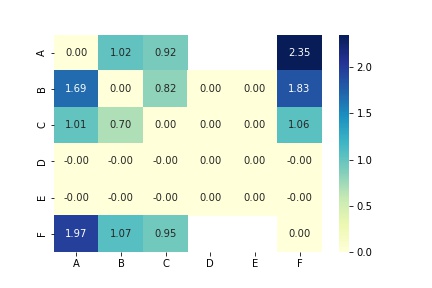 A 0.00 1.02 0.92 2.35
B 1.69 0.00 0.82 0.00 0.00 1.83
C 1.01 0.70 0.00 0.00 0.00 1.06
D -0.00 -0.00 -0.00 -0.00 -0.00 -0.00
E -0.00 -0.00 -0.00 -0.00 -0.00 -0.00
F 1.97 1.07 0.95 0.00
A B C D E F
2.0
1.5
1.0
0.5
0.0